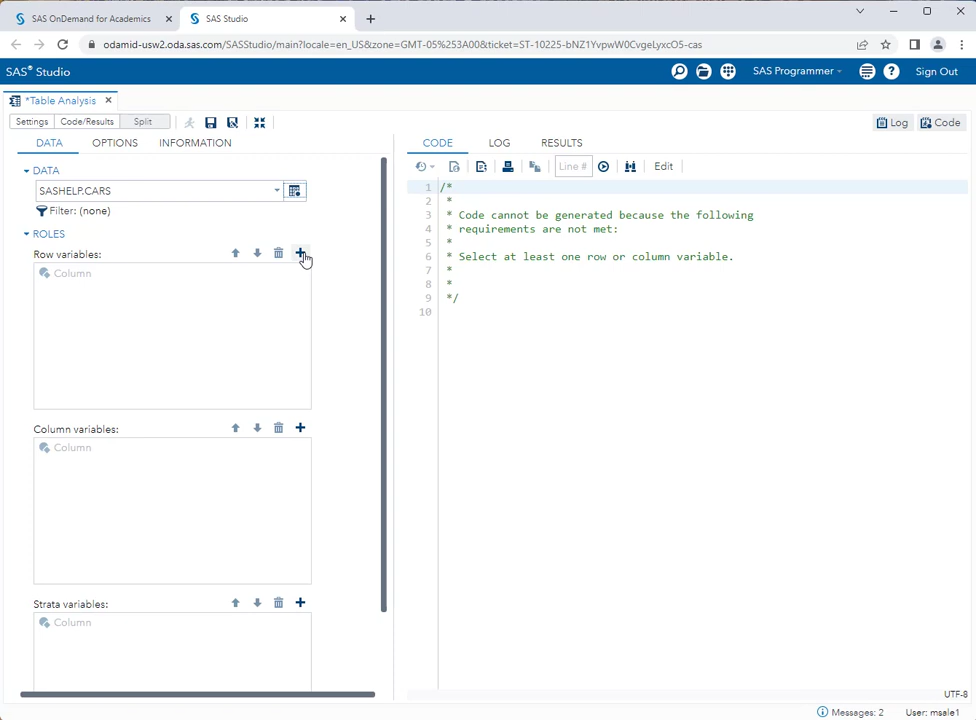 SAS OnDemand for Academics
SAS Studio
odamid-usw2.oda.sas.com/SASStudio/main?locale=en_US&zone=GMT-05%253A00&ticket=ST-10225-bNZ1YvpwW0CvgeLyxcO5-cas
SAS® Studio
SAS Programmer
Sign Out
*Table Analysis
Settings
Code/Results
Split
Log
Code
DATA
OPTIONS
INFORMATION
CODE
LOG
RESULTS
Line #
Edit
DATA
SASHELP.CARS
Filter: (none)
ROLES
Row variables:
Column
Column variables:
Column
Strata variables:
Column
1 /*
2 *
3 * Code cannot be generated because the following
4 * requirements are not met:
5 *
6 * Select at least one row or column variable.
7 *
8 *
9 */
10
UTF-8
Messages: 2
User: msale1